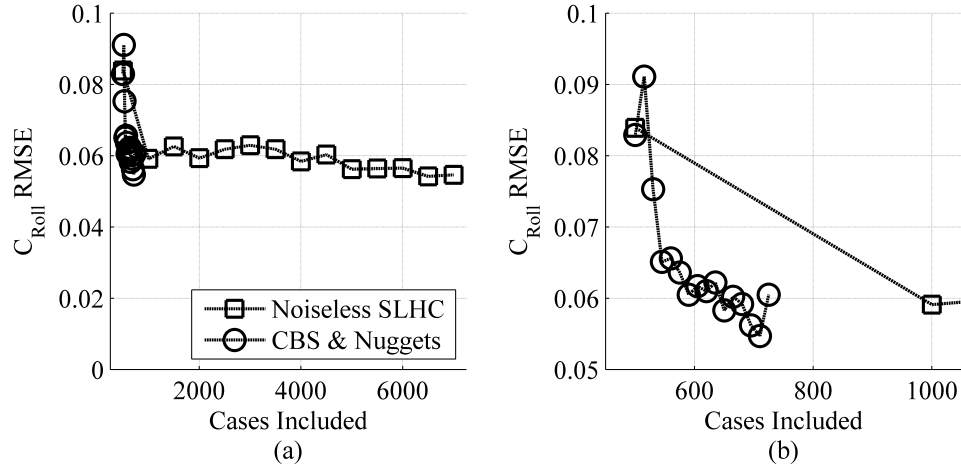 0.1
0.08
0.06
0.04
0.02
0
C_Roll RMSE
Noiseless SLHC
CBS & Nuggets
2000 4000 6000
Cases Included
(a)
0.1
0.09
0.08
0.07
0.06
0.05
C_Roll RMSE
600 800 1000
Cases Included
(b)